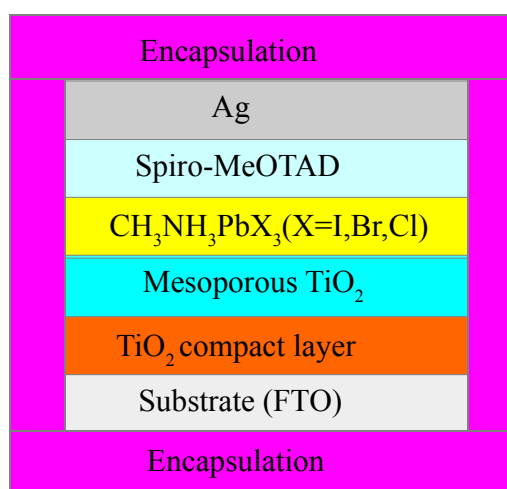 Encapsulation
Ag
Spiro-MeOTAD
CH₃NH₃PbX₃(X=I,Br,Cl)
Mesoporous TiO₂
TiO₂ compact layer
Substrate (FTO)
Encapsulation